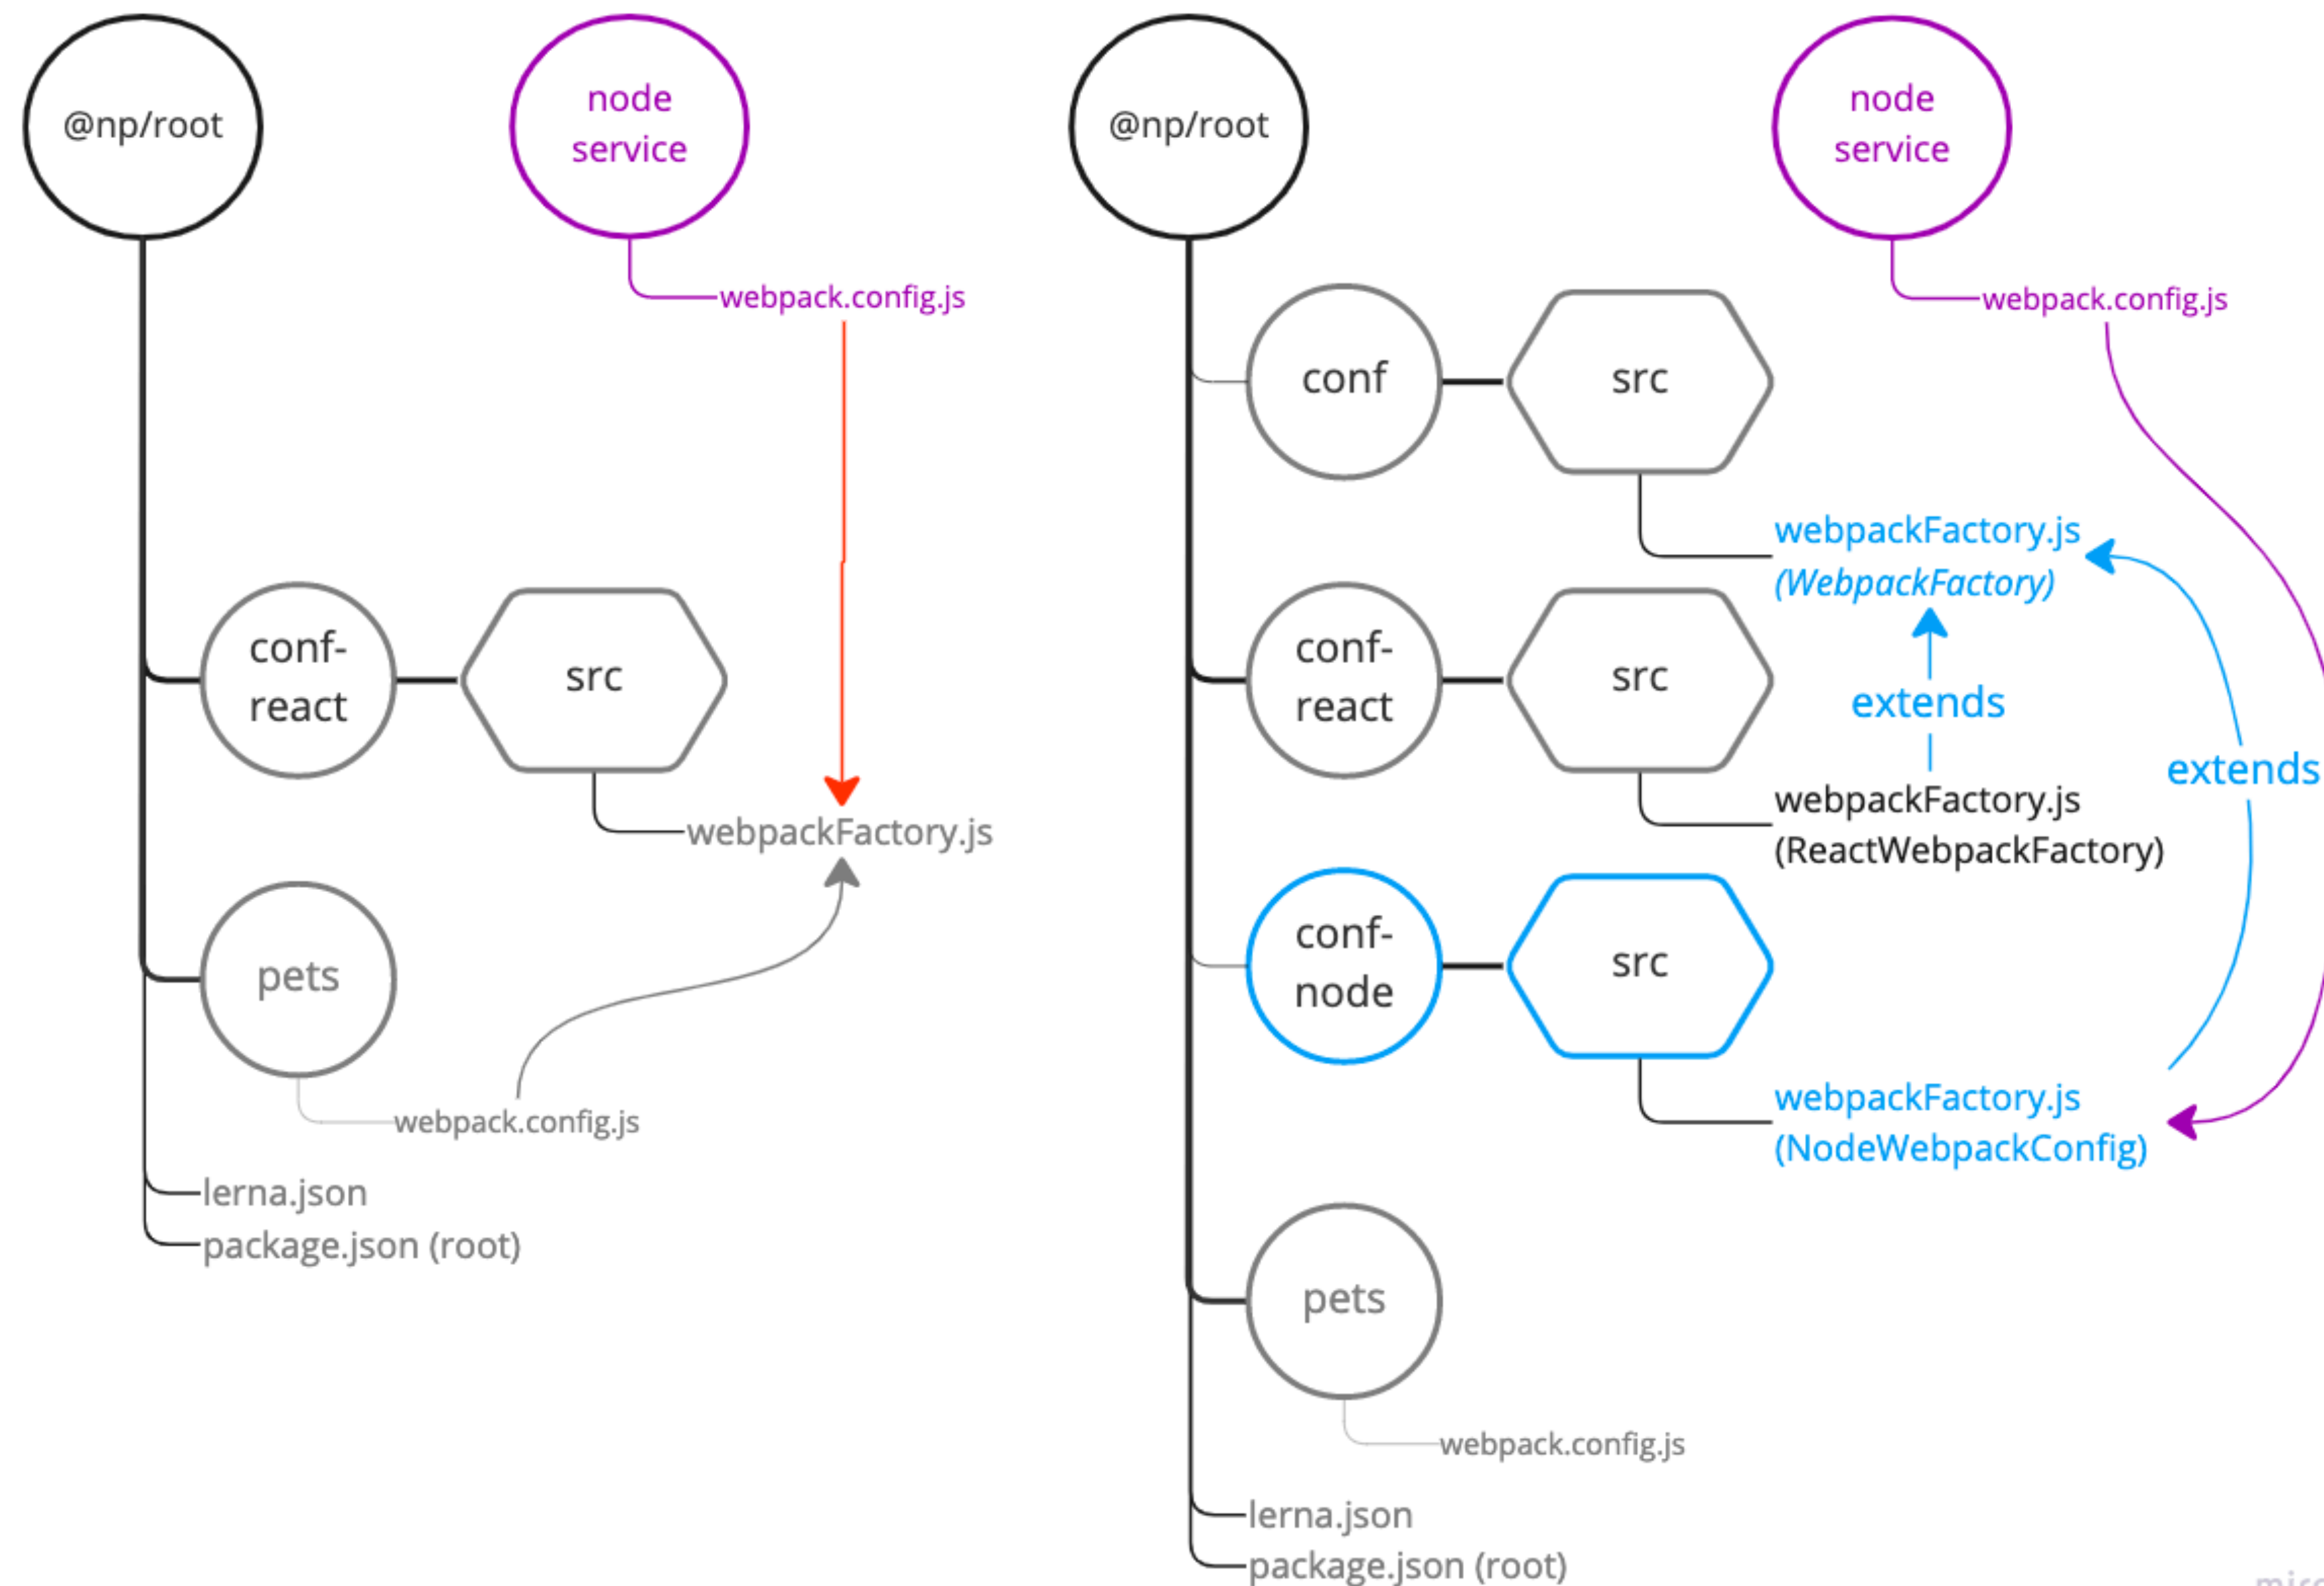 @np/root
node
service
webpack.config.js
conf-
react
src
webpackFactory.js
pets
webpack.config.js
lerna.json
package.json (root)
@np/root
node
service
webpack.config.js
conf
src
webpackFactory.js
(WebpackFactory)
extends
conf-
react
src
webpackFactory.js
(ReactWebpackFactory)
extends
conf-
node
src
webpackFactory.js
(NodeWebpackConfig)
pets
webpack.config.js
lerna.json
package.json (root)